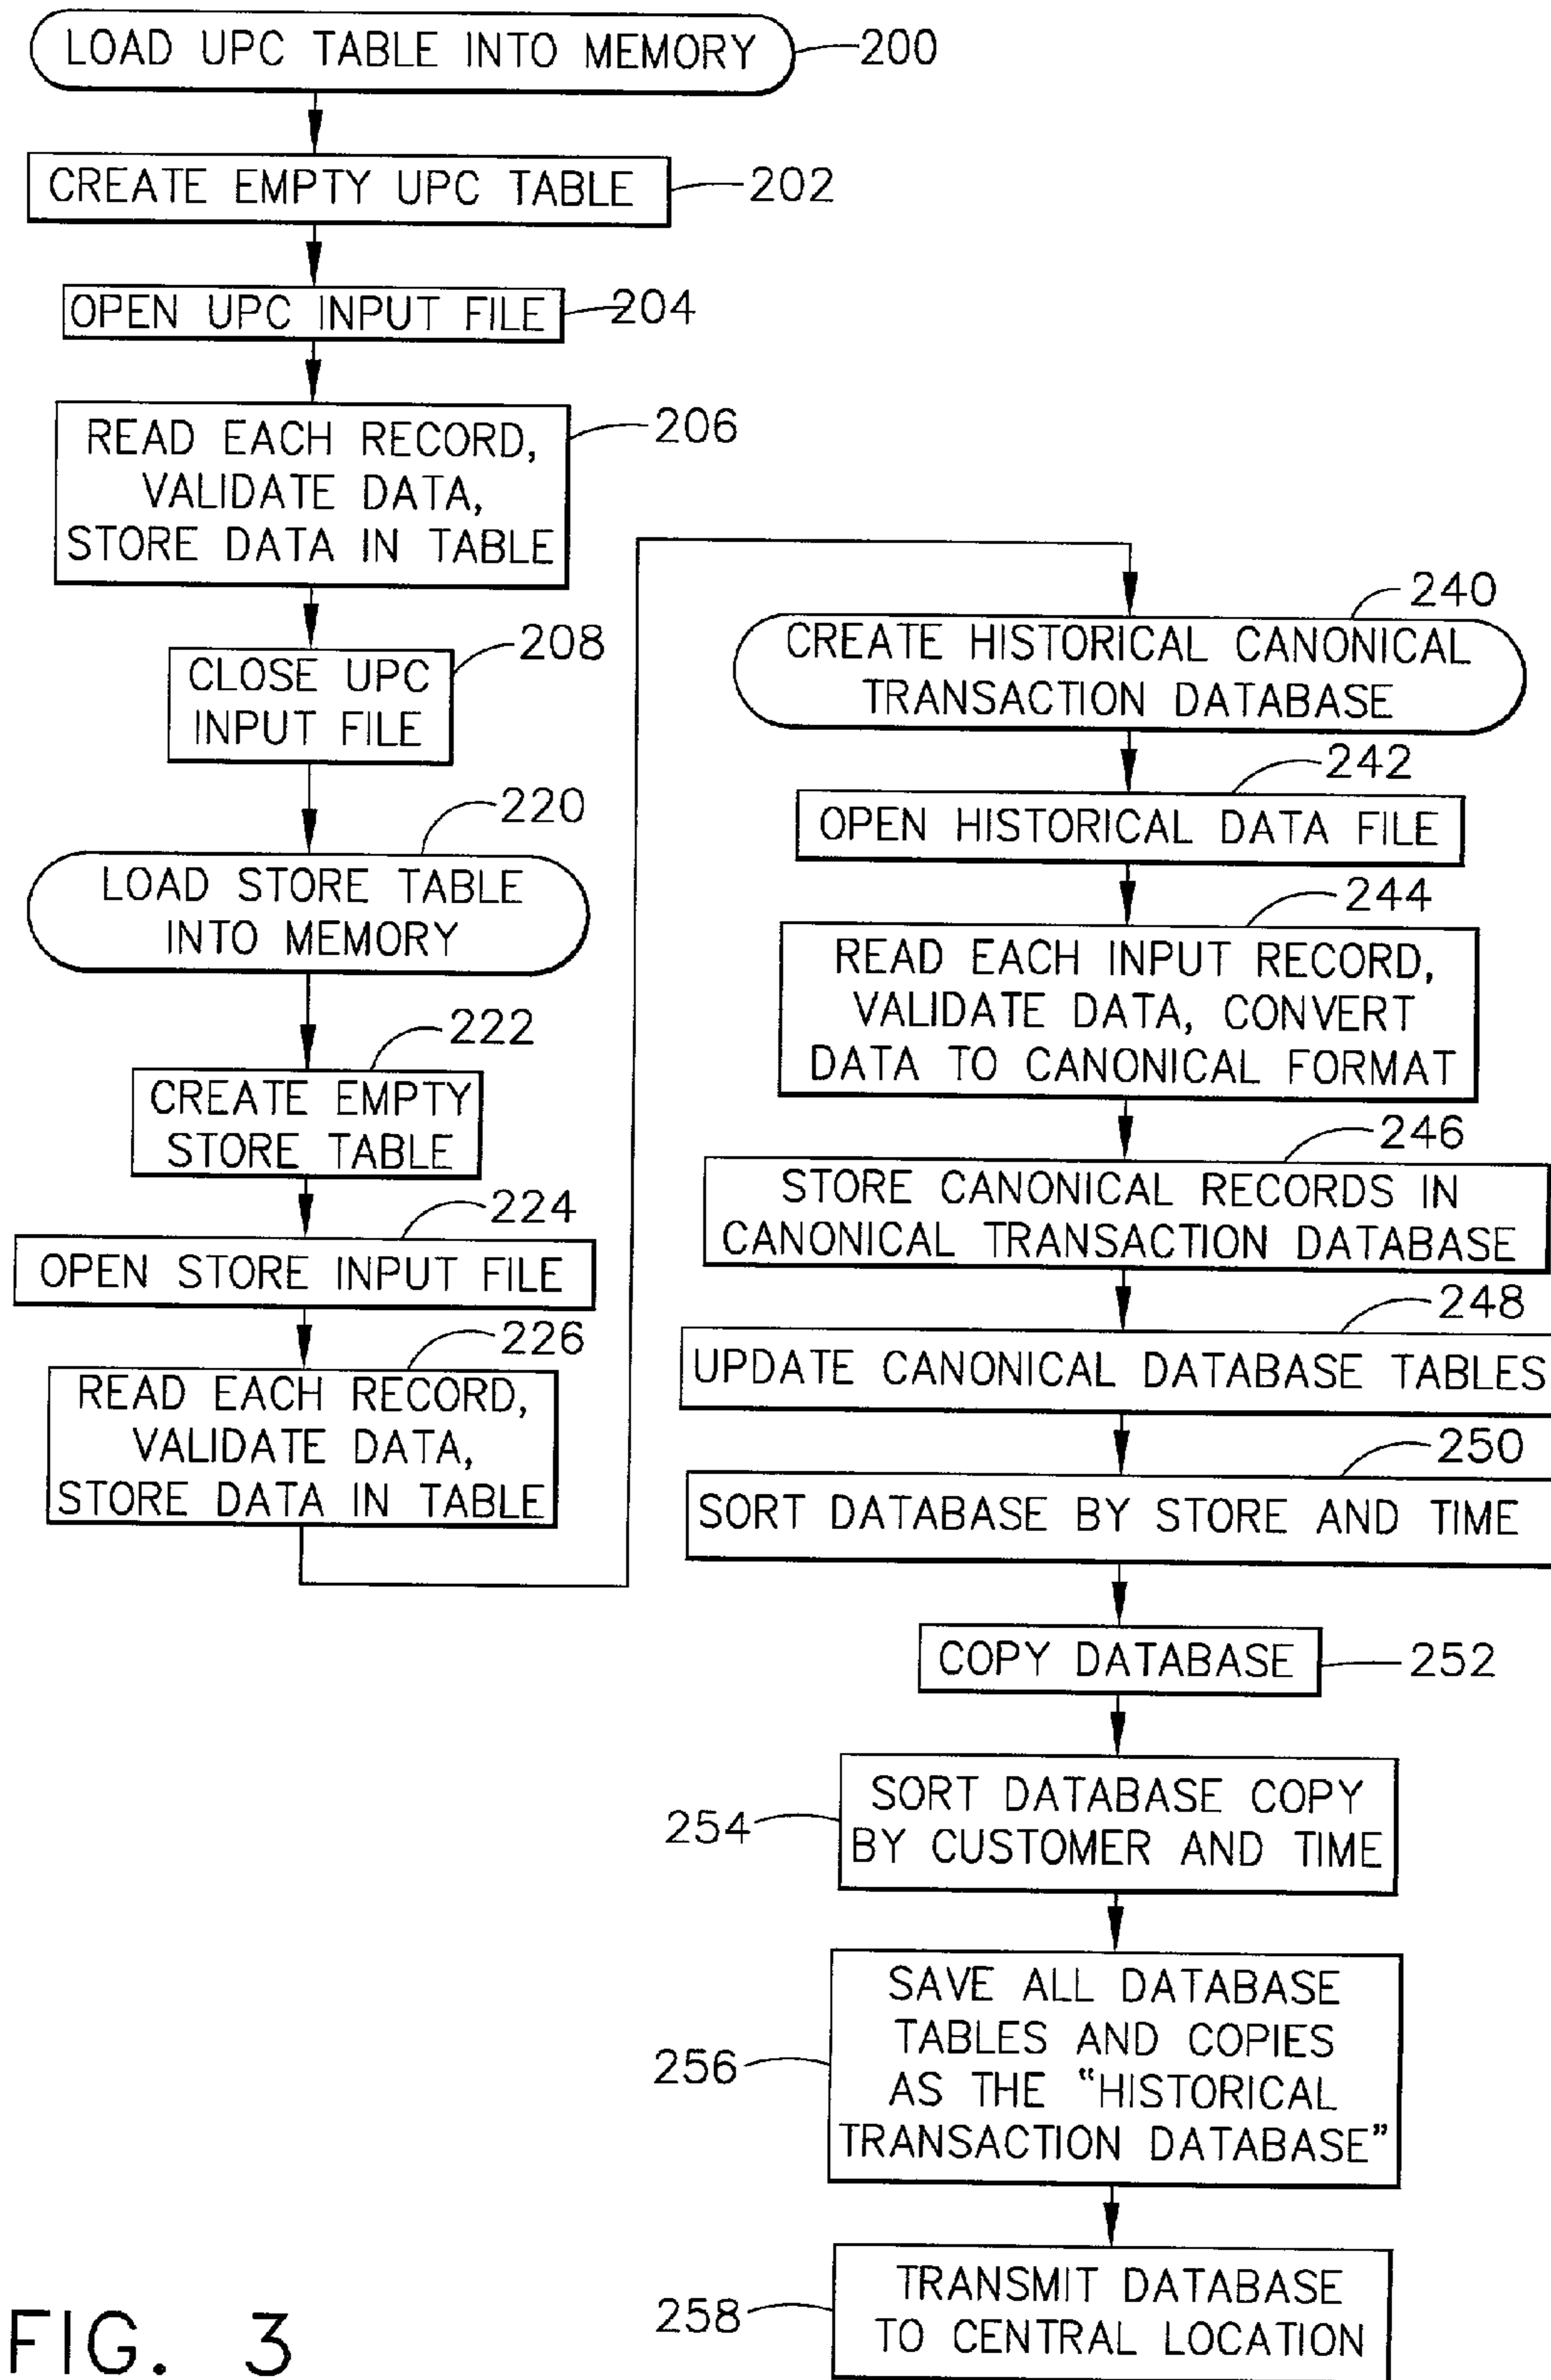 LOAD UPC TABLE INTO MEMORY
200
CREATE EMPTY UPC TABLE
202
OPEN UPC INPUT FILE
204
READ EACH RECORD,
VALIDATE DATA,
STORE DATA IN TABLE
206
CLOSE UPC
INPUT FILE
208
LOAD STORE TABLE
INTO MEMORY
220
CREATE EMPTY
STORE TABLE
222
OPEN STORE INPUT FILE
224
READ EACH RECORD,
VALIDATE DATA,
STORE DATA IN TABLE
226
CREATE HISTORICAL CANONICAL
TRANSACTION DATABASE
240
OPEN HISTORICAL DATA FILE
242
READ EACH INPUT RECORD,
VALIDATE DATA, CONVERT
DATA TO CANONICAL FORMAT
244
STORE CANONICAL RECORDS IN
CANONICAL TRANSACTION DATABASE
246
UPDATE CANONICAL DATABASE TABLES
248
SORT DATABASE BY STORE AND TIME
250
COPY DATABASE
252
SORT DATABASE COPY
BY CUSTOMER AND TIME
254
SAVE ALL DATABASE
TABLES AND COPIES
AS THE "HISTORICAL
TRANSACTION DATABASE"
256
TRANSMIT DATABASE
TO CENTRAL LOCATION
258
FIG. 3